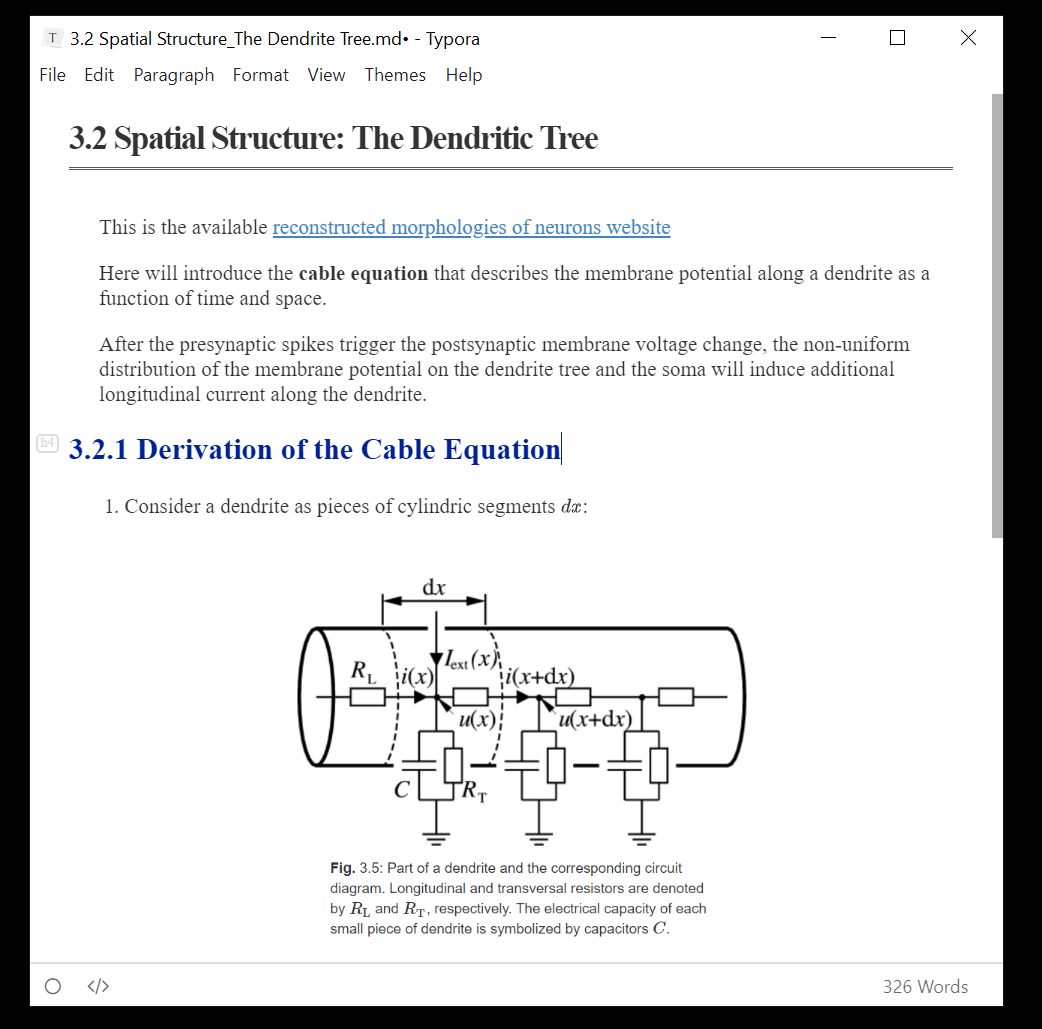 T 3.2 Spatial Structure_The Dendrite Tree.md• - Typora
File Edit Paragraph Format View Themes Help
3.2 Spatial Structure: The Dendritic Tree
This is the available reconstructed morphologies of neurons website
Here will introduce the cable equation that describes the membrane potential along a dendrite as a
function of time and space.
After the presynaptic spikes trigger the postsynaptic membrane voltage change, the non-uniform
distribution of the membrane potential on the dendrite tree and the soma will induce additional
longitudinal current along the dendrite.
h4 3.2.1 Derivation of the Cable Equation
1. Consider a dendrite as pieces of cylindric segments dx:
dx
R_L i(x) I_ext(x) i(x+dx)
u(x) u(x+dx)
C R_T
Fig. 3.5: Part of a dendrite and the corresponding circuit
diagram. Longitudinal and transversal resistors are denoted
by R_L and R_T, respectively. The electrical capacity of each
small piece of dendrite is symbolized by capacitors C.
</> 326 Words